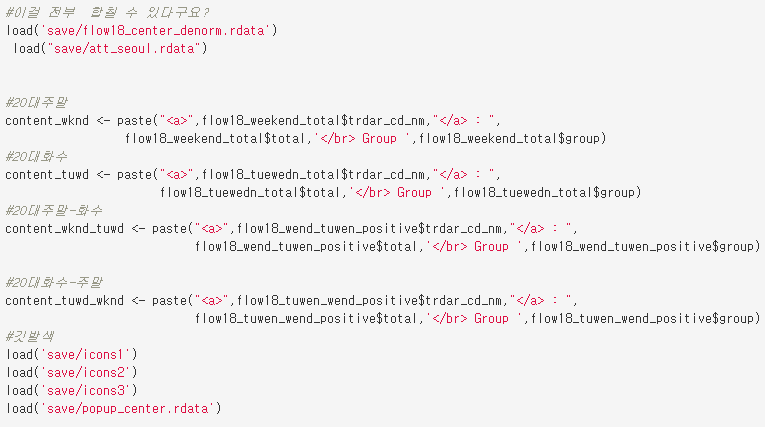 #이걸 전부  합칠 수 있다구요?
load('save/flow18_center_denorm.rdata')
 load("save/att_seoul.rdata")
#20대주말
content_wknd <- paste("<a>",flow18_weekend_total$trdar_cd_nm,"</a> : ",
                 flow18_weekend_total$total,'</br> Group ',flow18_weekend_total$group)
#20대화수
content_tuwd <- paste("<a>",flow18_tuewedn_total$trdar_cd_nm,"</a> : ",
                      flow18_tuewedn_total$total,'</br> Group ',flow18_tuewedn_total$group)
#20대주말-화수
content_wknd_tuwd <- paste("<a>",flow18_wend_tuwen_positive$trdar_cd_nm,"</a> : ",
                           flow18_wend_tuwen_positive$total,'</br> Group ',flow18_wend_tuwen_positive$group)
#20대화수-주말
content_tuwd_wknd <- paste("<a>",flow18_tuwen_wend_positive$trdar_cd_nm,"</a> : ",
                           flow18_tuwen_wend_positive$total,'</br> Group ',flow18_tuwen_wend_positive$group)
#깃발색
load('save/icons1')
load('save/icons2')
load('save/icons3')
load('save/popup_center.rdata')